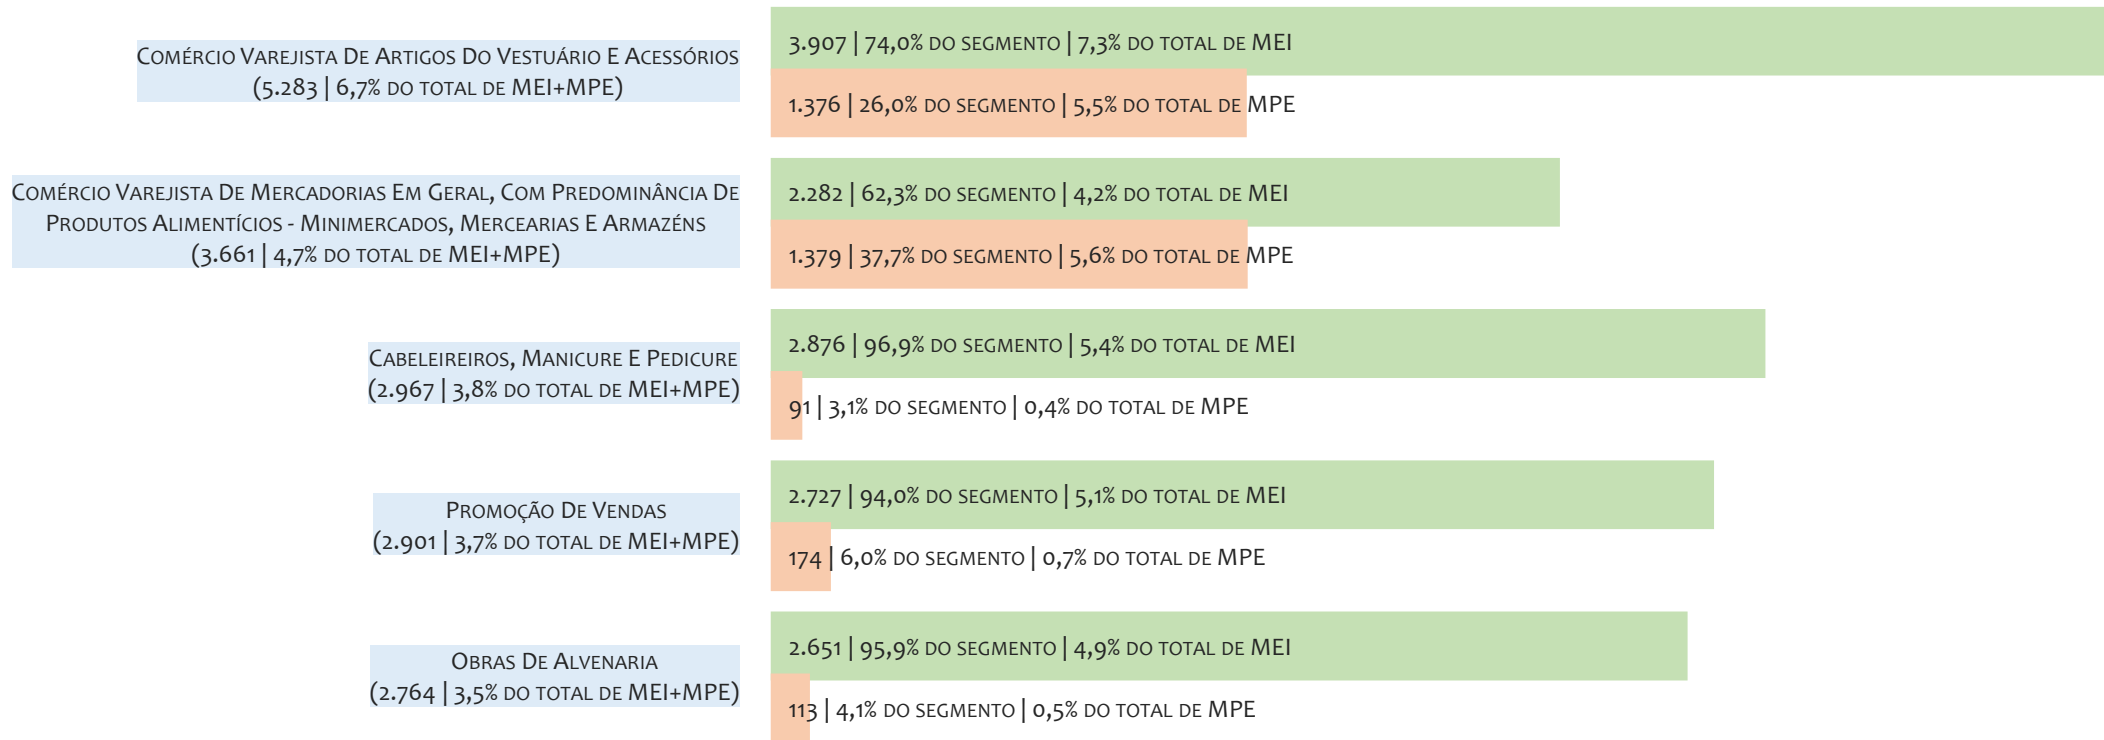 Comércio Varejista De Artigos Do Vestuário E Acessórios
(5.283 | 6,7% do total de MEI+MPE)
3.907 | 74,0% do segmento | 7,3% do total de MEI
1.376 | 26,0% do segmento | 5,5% do total de MPE
Comércio Varejista De Mercadorias Em Geral, Com Predominância De
Produtos Alimentícios - Minimercados, Mercearias E Armazéns
(3.661 | 4,7% do total de MEI+MPE)
2.282 | 62,3% do segmento | 4,2% do total de MEI
1.379 | 37,7% do segmento | 5,6% do total de MPE
Cabeleireiros, Manicure E Pedicure
(2.967 | 3,8% do total de MEI+MPE)
2.876 | 96,9% do segmento | 5,4% do total de MEI
91 | 3,1% do segmento | 0,4% do total de MPE
Promoção De Vendas
(2.901 | 3,7% do total de MEI+MPE)
2.727 | 94,0% do segmento | 5,1% do total de MEI
174 | 6,0% do segmento | 0,7% do total de MPE
Obras De Alvenaria
(2.764 | 3,5% do total de MEI+MPE)
2.651 | 95,9% do segmento | 4,9% do total de MEI
113 | 4,1% do segmento | 0,5% do total de MPE